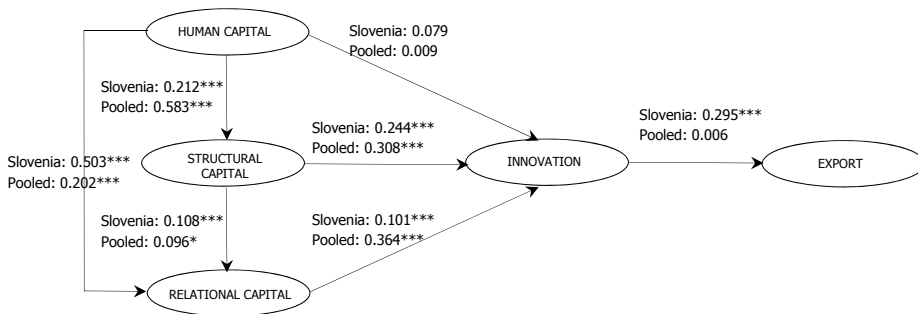 HUMAN CAPITAL
Slovenia: 0.079
Pooled: 0.009
Slovenia: 0.212***
Pooled: 0.583***
Slovenia: 0.244***
Pooled: 0.308***
Slovenia: 0.295***
Pooled: 0.006
Slovenia: 0.503***
Pooled: 0.202***
STRUCTURAL
CAPITAL
INNOVATION
EXPORT
Slovenia: 0.108***
Pooled: 0.096*
Slovenia: 0.101***
Pooled: 0.364***
RELATIONAL CAPITAL